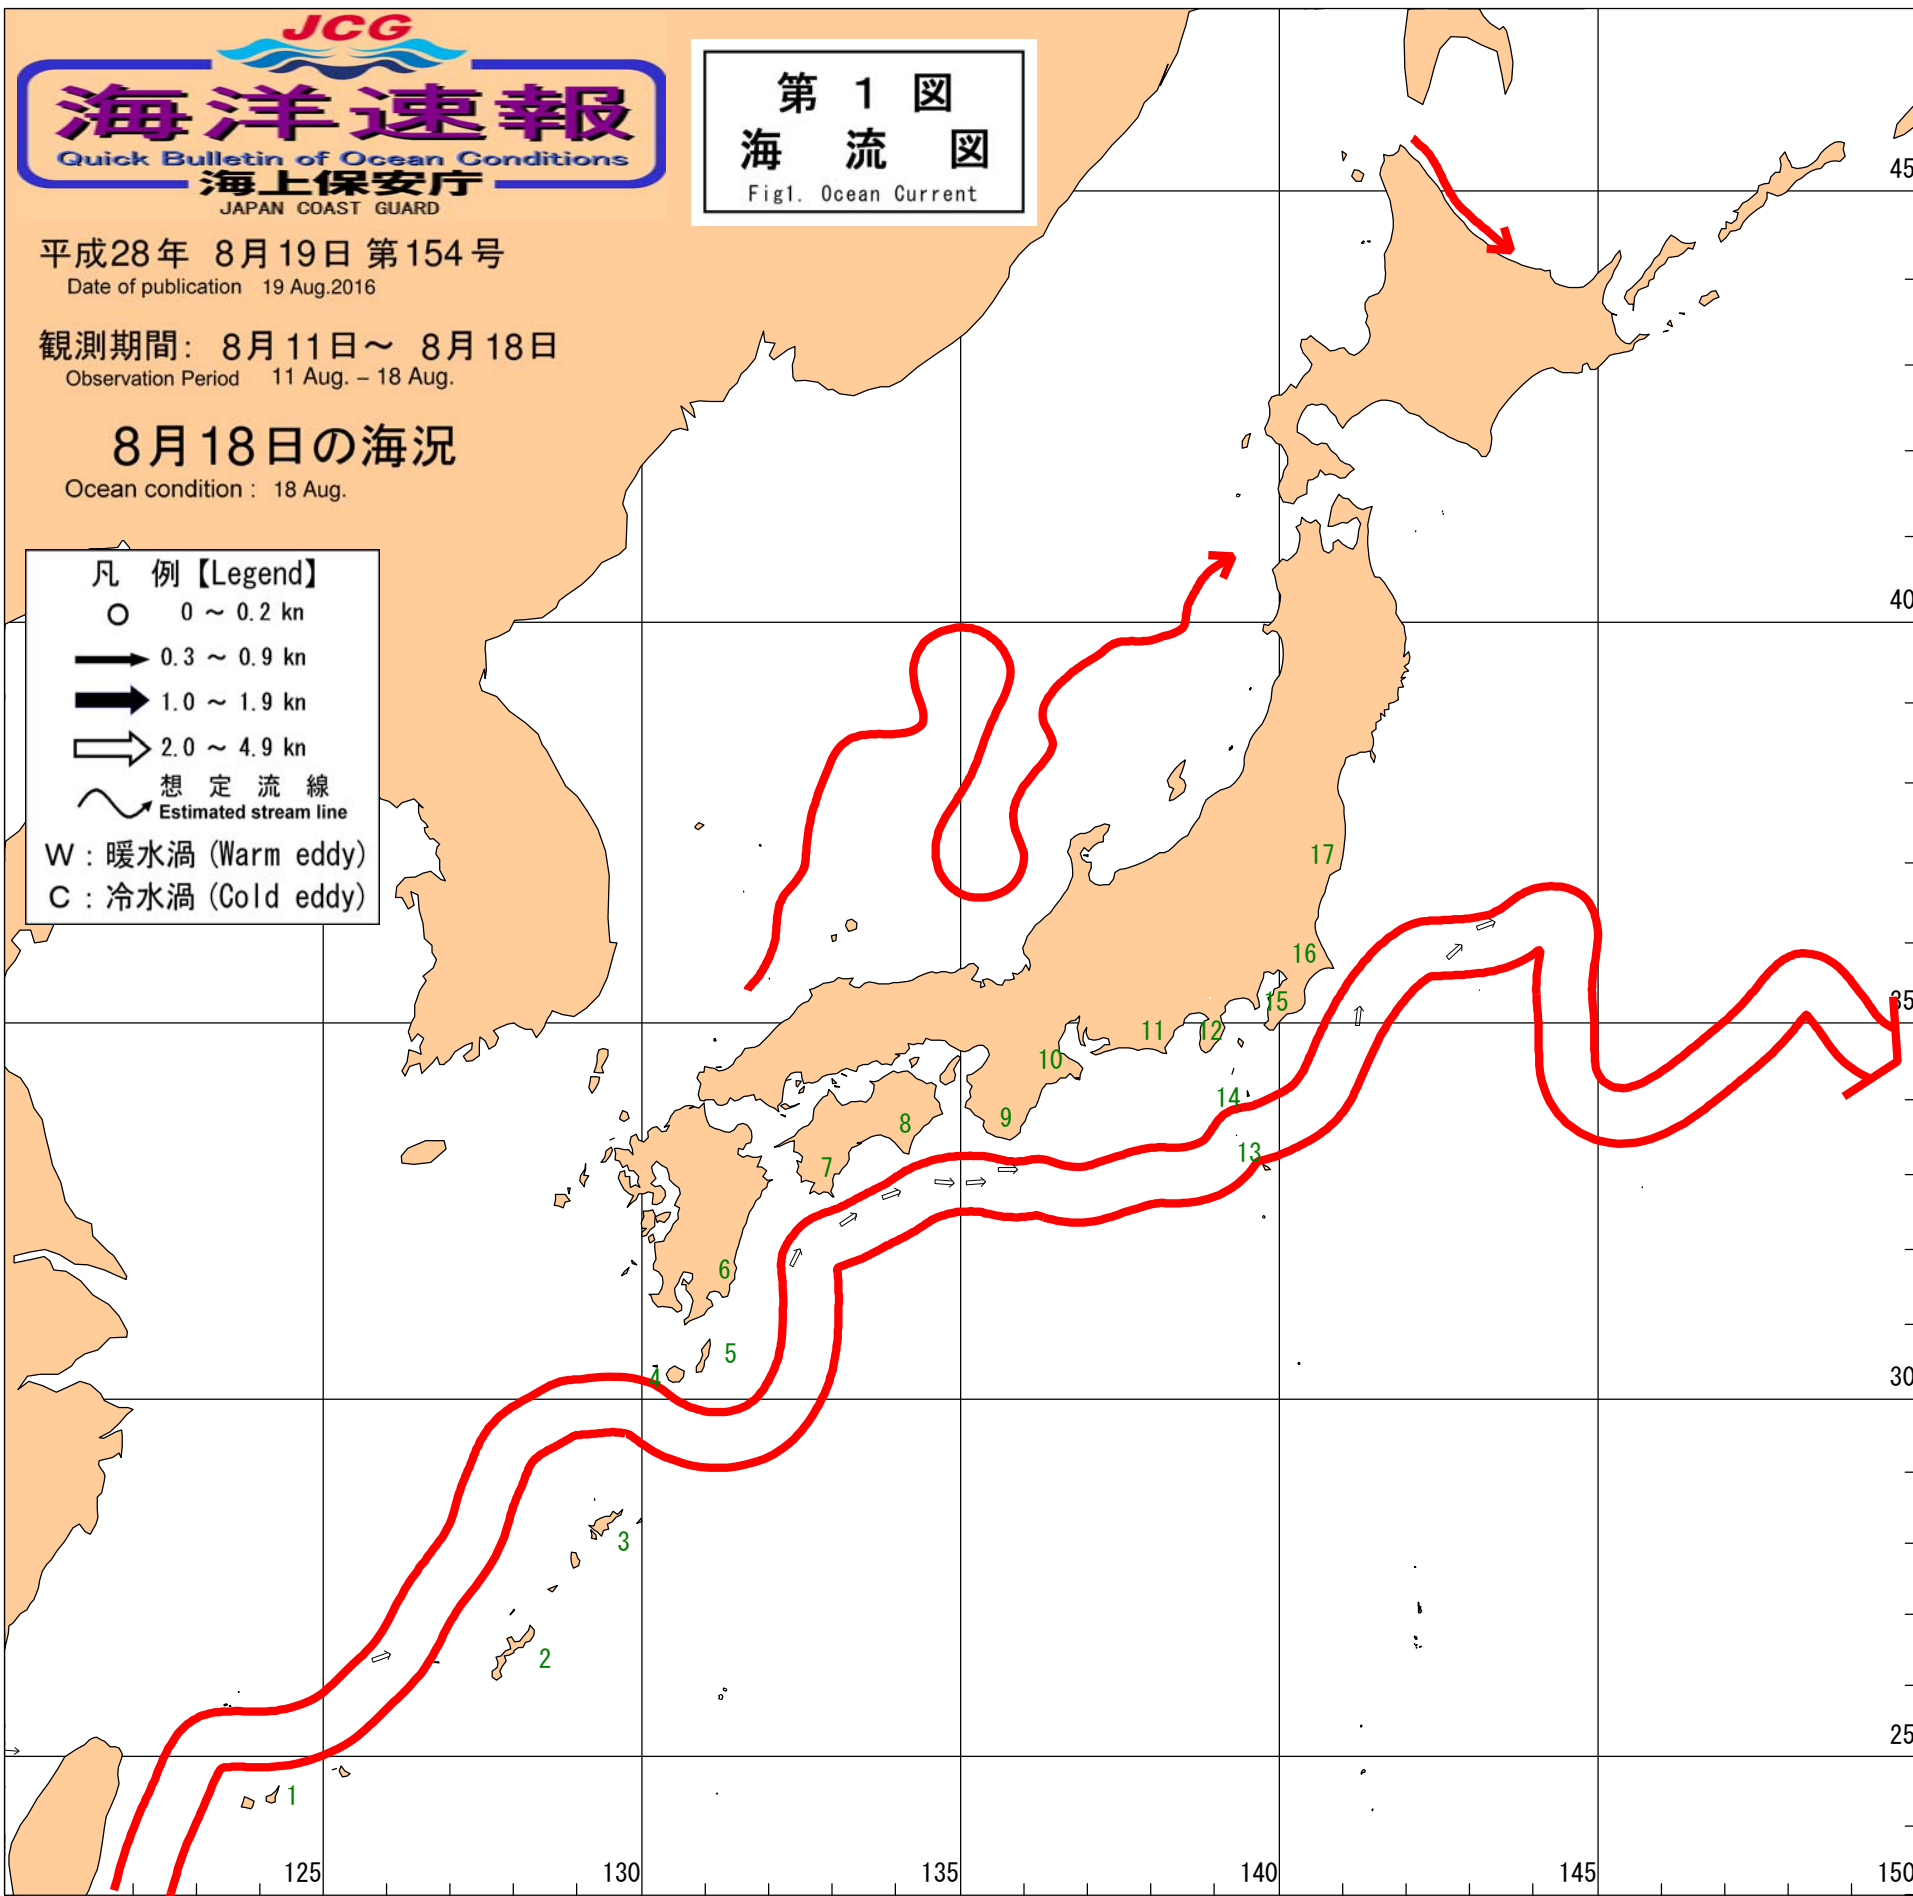 JCG
海洋速報
Quick Bulletin of Ocean Conditions
海上保安庁
JAPAN COAST GUARD
第 1 図
海 流 図
Fig1. Ocean Current
平成28年 8月19日 第154号
Date of publication 19 Aug.2016
観測期間: 8月11日～ 8月18日
Observation Period 11 Aug. – 18 Aug.
8月18日の海況
Ocean condition : 18 Aug.
凡 例【Legend】
0 ～ 0.2 kn
0.3 ～ 0.9 kn
1.0 ～ 1.9 kn
2.0 ～ 4.9 kn
想 定 流 線
Estimated stream line
W : 暖水渦 (Warm eddy)
C : 冷水渦 (Cold eddy)
45
40
17
16
35
15
12
11
10
14
9
8
13
7
6
5
4
30
3
2
25
1
125
130
135
140
145
150